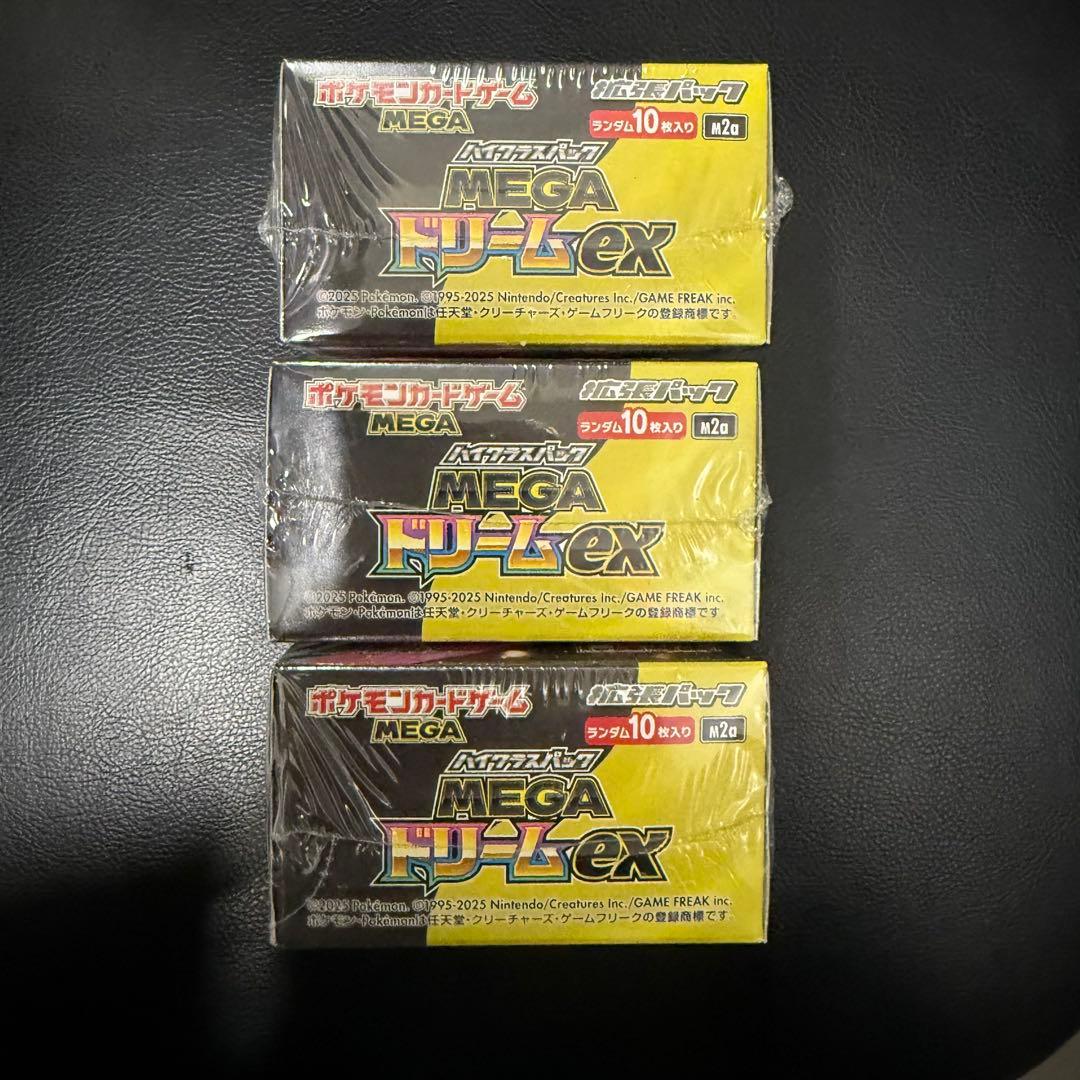 ポケモンカードゲーム
MEGA
拡張パック
ランダム10枚入り
M2a
ハイクラスパック
MEGA
ドリームex
©2025 Pokémon. ©1995-2025 Nintendo/Creatures Inc./GAME FREAK inc.
ポケモン・Pokémonは任天堂・クリーチャーズ・ゲームフリークの登録商標です。
ポケモンカードゲーム
MEGA
拡張パック
ランダム10枚入り
M2a
ハイクラスパック
MEGA
ドリームex
©2025 Pokémon. ©1995-2025 Nintendo/Creatures Inc./GAME FREAK inc.
ポケモン・Pokémonは任天堂・クリーチャーズ・ゲームフリークの登録商標です
ポケモンカードゲーム
MEGA
拡張パック
ランダム10枚入り
M2a
ハイクラスパック
MEGA
ドリームex
©2025 Pokémon. ©1995-2025 Nintendo/Creatures Inc./GAME FREAK inc.
ポケモン・Pokémonは任天堂・クリーチャーズ・ゲームフリークの登録商標です。